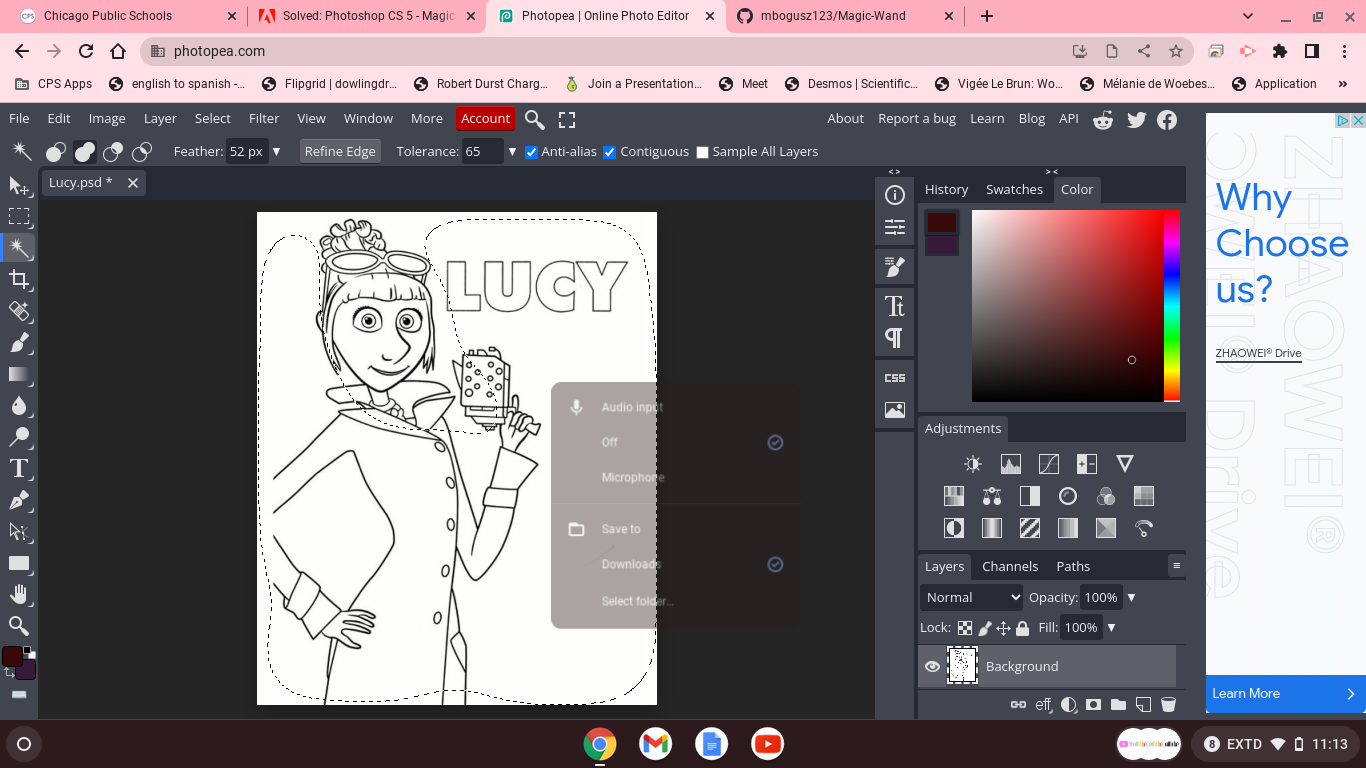 CPS Chicago Public Schools
Solved: Photoshop CS 5 - Magic
Photopea | Online Photo Editor
mbogusz123/Magic-Wand
photopea.com
CPS Apps
english to spanish -...
Flipgrid | dowlingdr...
Robert Durst Charg...
Join a Presentation...
Meet
Desmos | Scientific...
Vigée Le Brun: Wo...
Mélanie de Woebes...
Application
»
File Edit Image Layer Select Filter View Window More Account
About Report a bug Learn Blog API
Feather: 52 px Refine Edge Tolerance: 65 Anti-alias Contiguous Sample All Layers
Lucy.psd *
< >
> <
History Swatches Color
LUCY
Audio input
Off
Microphone
Save to
Downloads
Select folder...
CSS
Adjustments
Layers Channels Paths
Normal Opacity: 100%
Lock: Fill: 100%
Background
eff
Why
Choose
us?
ZHAOWEI® Drive
ZHAOWEI®
Drive
Learn More
8 EXTD 11:13